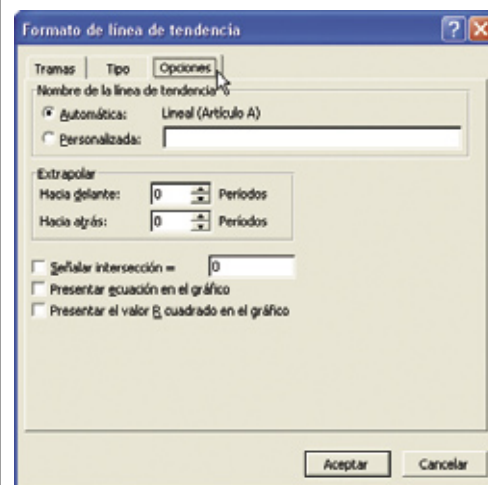 Formato de línea de tendencia
Tramas Tipo Opciones
Nombre de la línea de tendencia
Automática: Lineal (Artículo A)
Personalizada:
Extrapolar
Hacia delante: 0 Períodos
Hacia atrás: 0 Períodos
Señalar intersección = 0
Presentar ecuación en el gráfico
Presentar el valor R cuadrado en el gráfico
Aceptar Cancelar